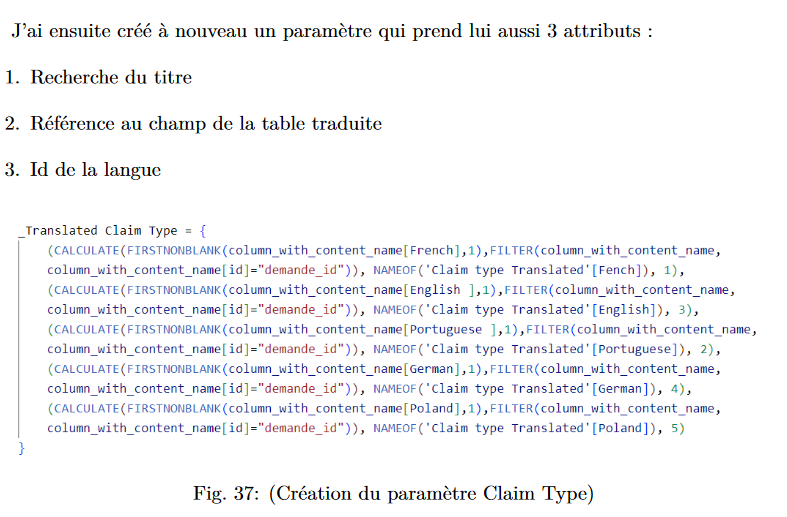 J'ai ensuite créé à nouveau un paramètre qui prend lui aussi 3 attributs :
1. Recherche du titre
2. Référence au champ de la table traduite
3. Id de la langue
_Translated Claim Type = {
(CALCULATE(FIRSTNONBLANK(column_with_content_name[French],1),FILTER(column_with_content_name,
column_with_content_name[id]="demande_id")), NAMEOF('Claim type Translated'[Fench]), 1),
(CALCULATE(FIRSTNONBLANK(column_with_content_name[English ],1),FILTER(column_with_content_name,
column_with_content_name[id]="demande_id")), NAMEOF('Claim type Translated'[English]), 3),
(CALCULATE(FIRSTNONBLANK(column_with_content_name[Portuguese ],1),FILTER(column_with_content_name,
column_with_content_name[id]="demande_id")), NAMEOF('Claim type Translated'[Portuguese]), 2),
(CALCULATE(FIRSTNONBLANK(column_with_content_name[German],1),FILTER(column_with_content_name,
column_with_content_name[id]="demande_id")), NAMEOF('Claim type Translated'[German]), 4),
(CALCULATE(FIRSTNONBLANK(column_with_content_name[Poland],1),FILTER(column_with_content_name,
column_with_content_name[id]="demande_id")), NAMEOF('Claim type Translated'[Poland]), 5)
}
Fig. 37: (Création du paramètre Claim Type)